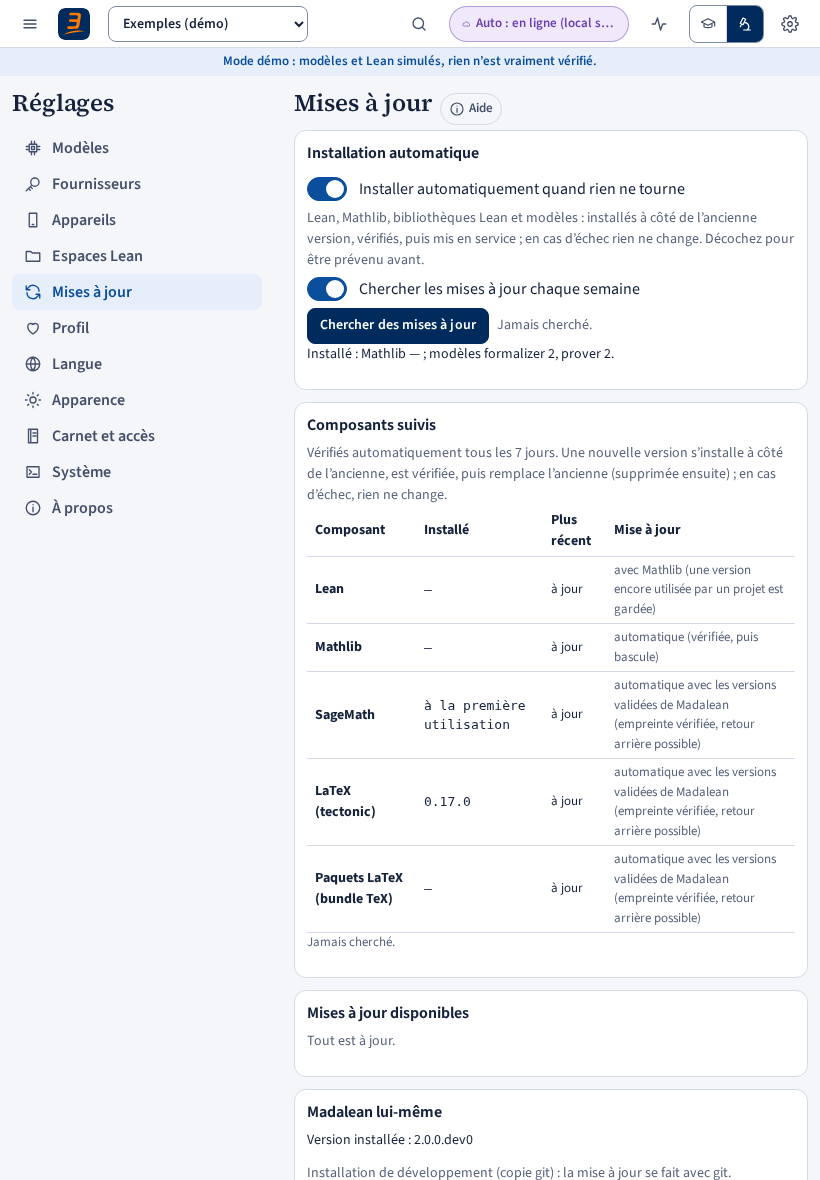 Exemples (démo)
Auto : en ligne (local s…
Mode démo : modèles et Lean simulés, rien n’est vraiment vérifié.
Réglages
Modèles
Fournisseurs
Appareils
Espaces Lean
Mises à jour
Profil
Langue
Apparence
Carnet et accès
Système
À propos
Mises à jour
Aide
Installation automatique
Installer automatiquement quand rien ne tourne
Lean, Mathlib, bibliothèques Lean et modèles : installés à côté de l’ancienne
version, vérifiés, puis mis en service ; en cas d’échec rien ne change. Décochez pour
être prévenu avant.
Chercher les mises à jour chaque semaine
Chercher des mises à jour
Jamais cherché.
Installé : Mathlib — ; modèles formalizer 2, prover 2.
Composants suivis
Vérifiés automatiquement tous les 7 jours. Une nouvelle version s’installe à côté
de l’ancienne, est vérifiée, puis remplace l’ancienne (supprimée ensuite) ; en cas
d’échec, rien ne change.
Composant
Installé
Plus
récent
Mise à jour
Lean
—
à jour
avec Mathlib (une version
encore utilisée par un projet est
gardée)
Mathlib
—
à jour
automatique (vérifiée, puis
bascule)
SageMath
à la première
utilisation
à jour
automatique avec les versions
validées de Madalean
(empreinte vérifiée, retour
arrière possible)
LaTeX
(tectonic)
0.17.0
à jour
automatique avec les versions
validées de Madalean
(empreinte vérifiée, retour
arrière possible)
Paquets LaTeX
(bundle TeX)
—
à jour
automatique avec les versions
validées de Madalean
(empreinte vérifiée, retour
arrière possible)
Jamais cherché.
Mises à jour disponibles
Tout est à jour.
Madalean lui-même
Version installée : 2.0.0.dev0
Installation de développement (copie git) : la mise à jour se fait avec git.